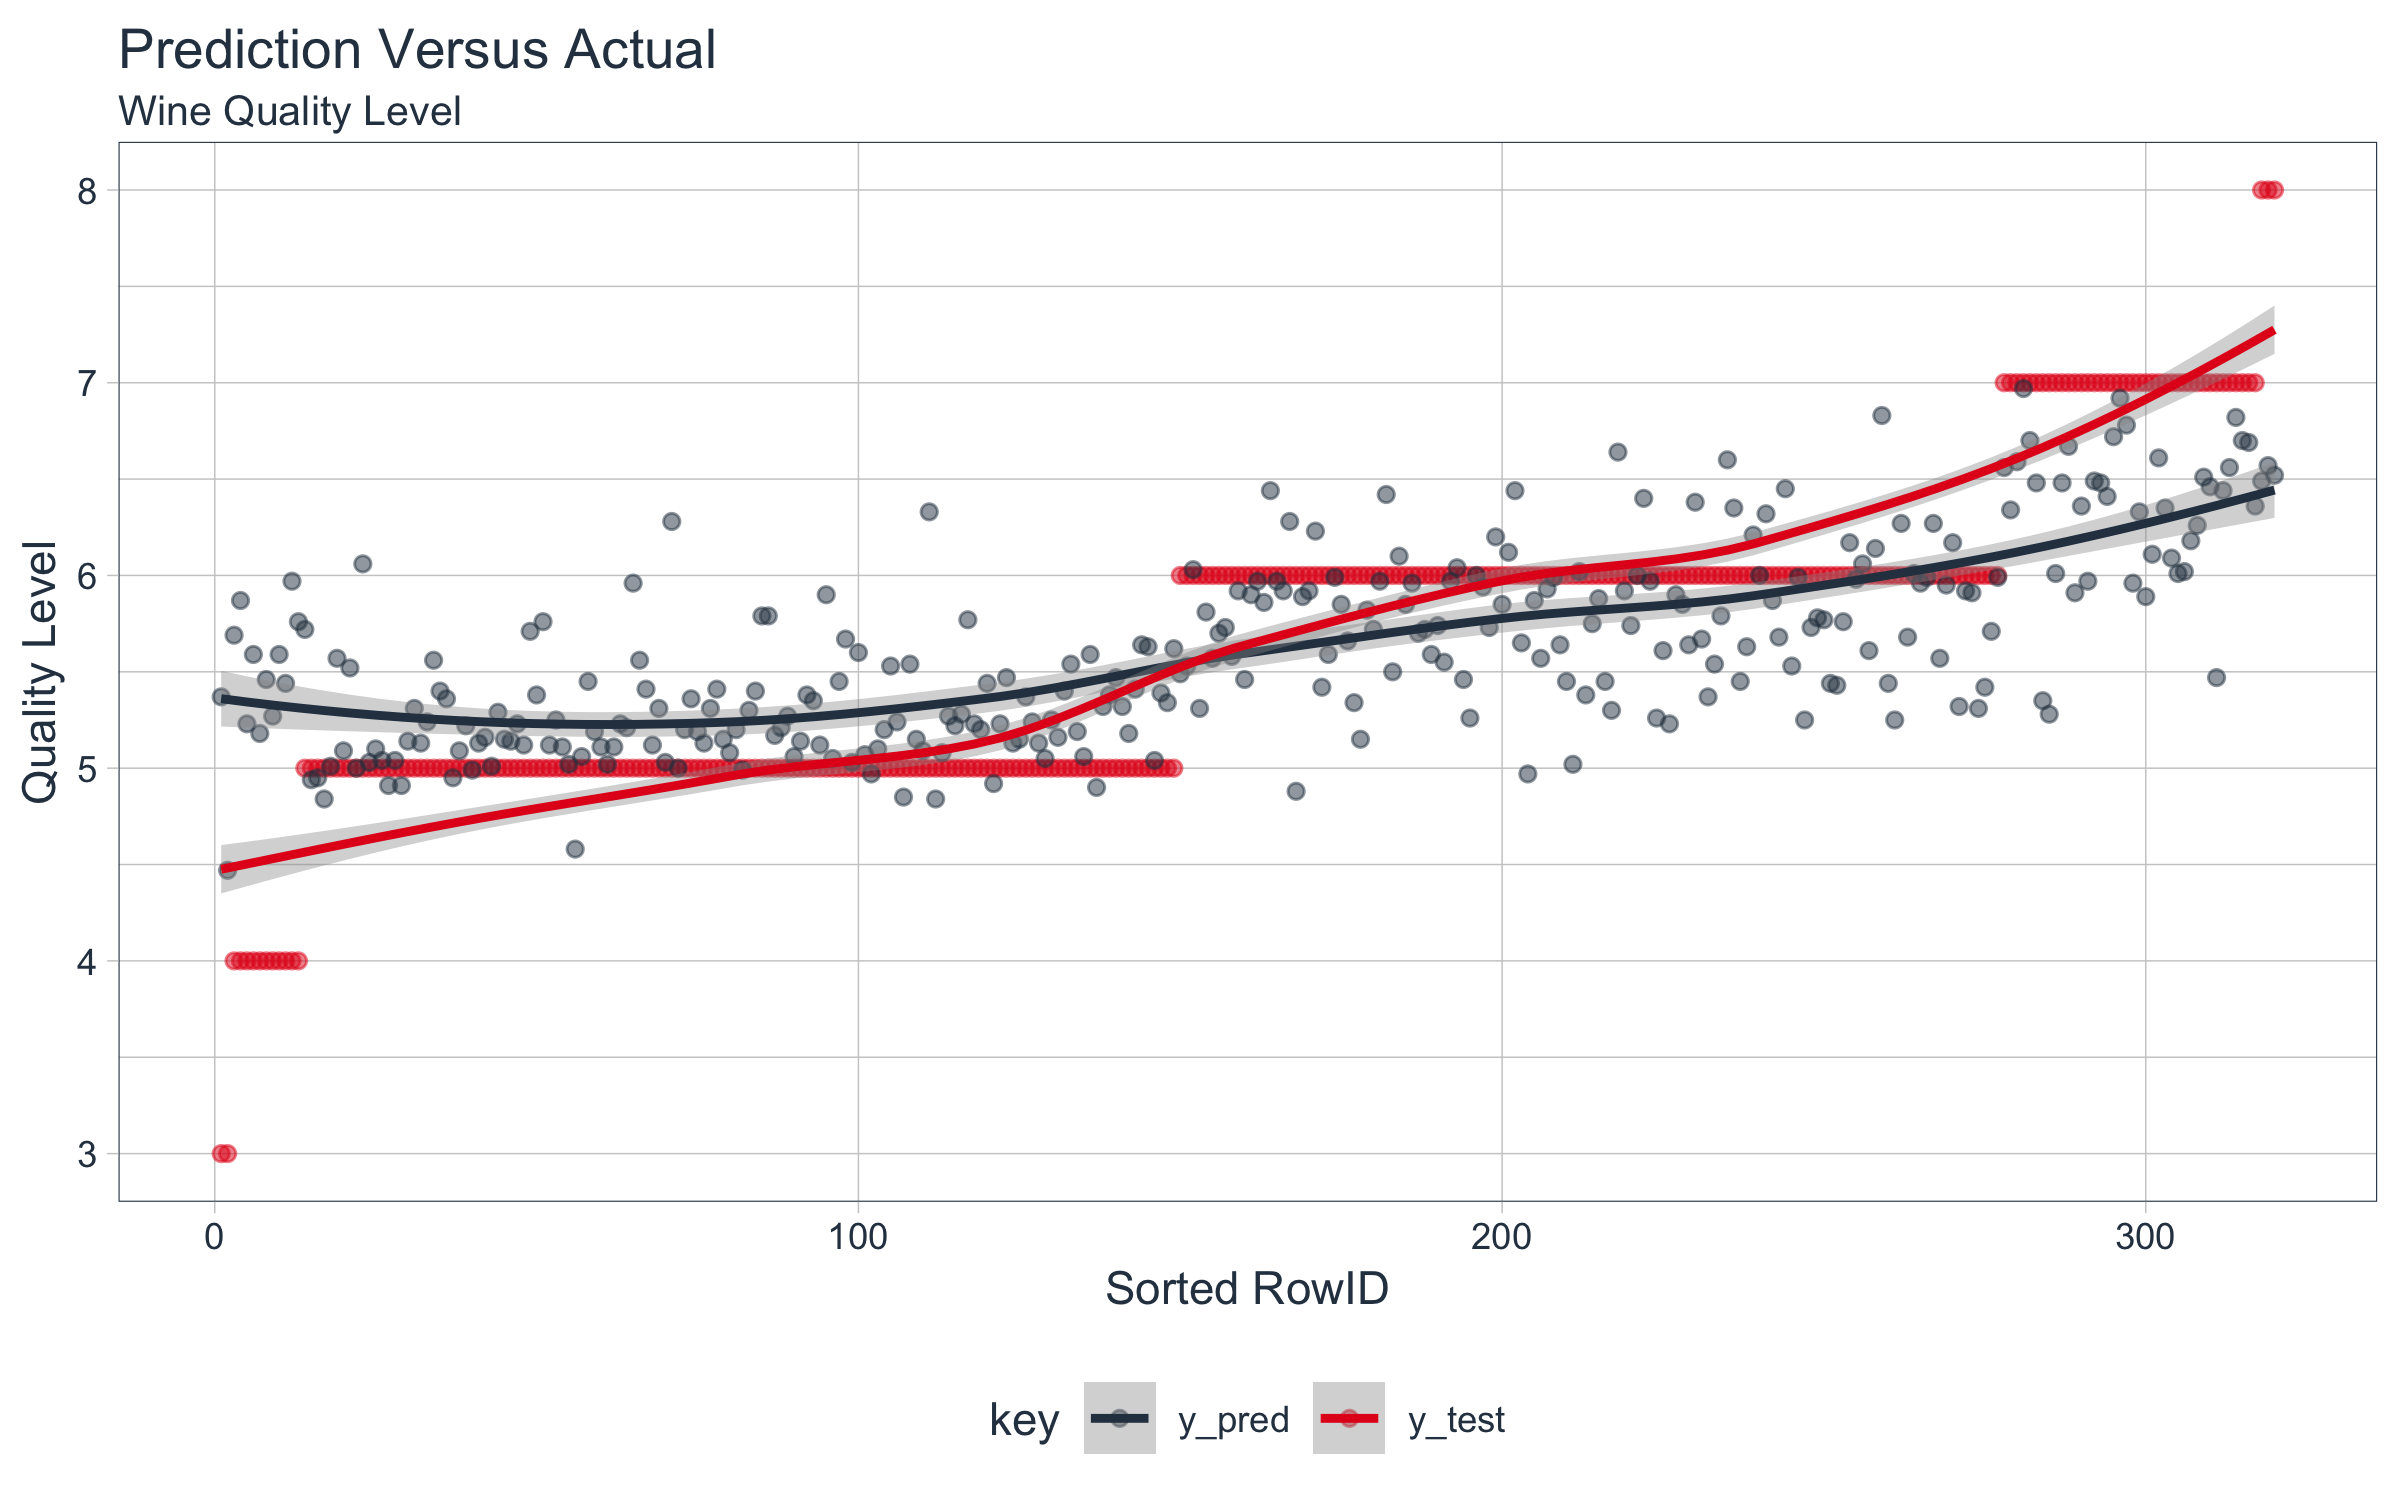 Prediction Versus Actual
Wine Quality Level
Quality Level
8
7
6
5
4
3
0 100 200 300
Sorted RowID
key y_pred y_test